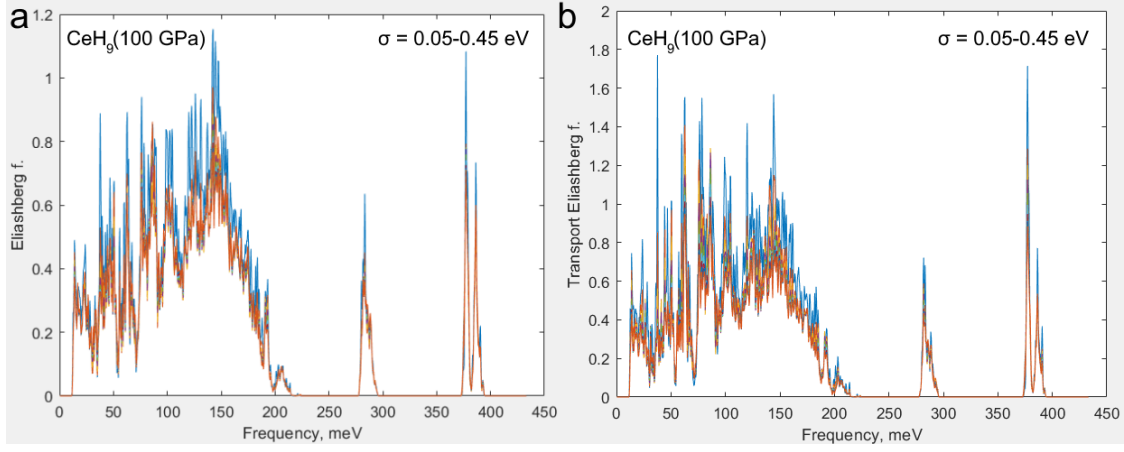 a
CeH9(100 GPa)
σ = 0.05-0.45 eV
Eliashberg f.
1.2
1
0.8
0.6
0.4
0.2
0
0 50 100 150 200 250 300 350 400 450
Frequency, meV
b
CeH9(100 GPa)
σ = 0.05-0.45 eV
Transport Eliashberg f.
2
1.8
1.6
1.4
1.2
1
0.8
0.6
0.4
0.2
0
0 50 100 150 200 250 300 350 400 450
Frequency, meV